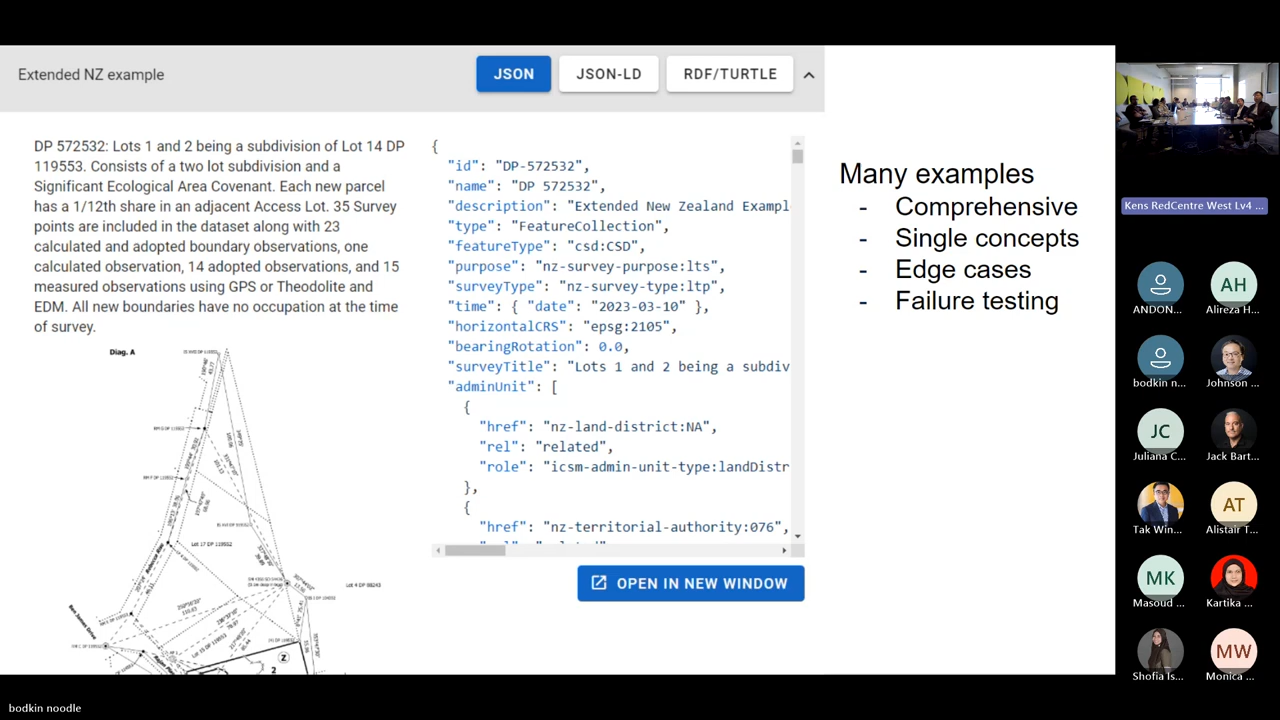 Extended NZ example
JSON
JSON-LD
RDF/TURTLE
DP 572532: Lots 1 and 2 being a subdivision of Lot 14 DP
119553. Consists of a two lot subdivision and a
Significant Ecological Area Covenant. Each new parcel
has a 1/12th share in an adjacent Access Lot. 35 Survey
points are included in the dataset along with 23
calculated and adopted boundary observations, one
calculated observation, 14 adopted observations, and 15
measured observations using GPS or Theodolite and
EDM. All new boundaries have no occupation at the time
of survey.
Diag. A
Lot 17 DP 119552
Lot 4 DP 88243
2
Z
{
"id": "DP-572532",
"name": "DP 572532",
"description": "Extended New Zealand Exampl
"type": "FeatureCollection",
"featureType": "csd:CSD",
"purpose": "nz-survey-purpose:lts",
"surveyType": "nz-survey-type:ltp",
"time": { "date": "2023-03-10" },
"horizontalCRS": "epsg:2105",
"bearingRotation": 0.0,
"surveyTitle": "Lots 1 and 2 being a subdiv
"adminUnit": [
{
"href": "nz-land-district:NA",
"rel": "related",
"role": "icsm-admin-unit-type:landDistr
},
{
"href": "nz-territorial-authority:076",
OPEN IN NEW WINDOW
Many examples
- Comprehensive
- Single concepts
- Edge cases
- Failure testing
Kens RedCentre West Lv4 ...
ANDON...
AH
Alireza H...
bodkin n...
Johnson ...
JC
Juliana C...
Jack Bart...
Tak Win...
AT
Alistair T...
MK
Masoud ...
Kartika ...
Shofia Is...
MW
Monica ...
bodkin noodle